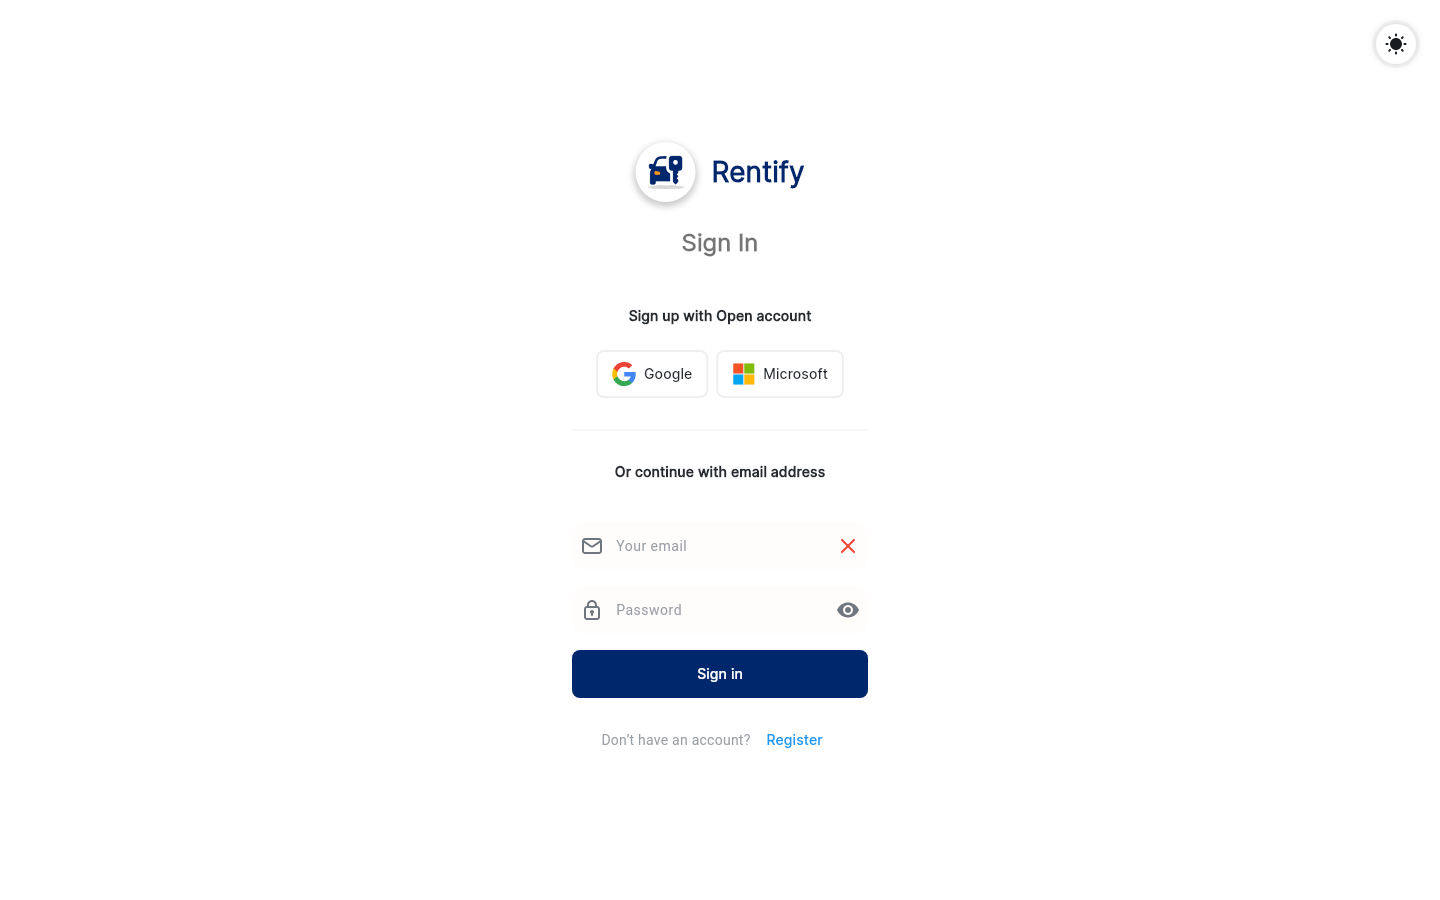 Rentify
Sign In
Sign up with Open account
Google
Microsoft
Or continue with email address
Your email
Password
Sign in
Don't have an account? Register